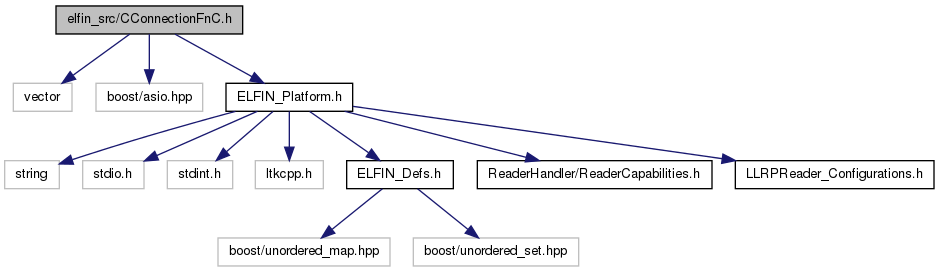 elfin_src/CConnectionFnC.h
vector
boost/asio.hpp
ELFIN_Platform.h
string
stdio.h
stdint.h
ltkcpp.h
ELFIN_Defs.h
ReaderHandler/ReaderCapabilities.h
LLRPReader_Configurations.h
boost/unordered_map.hpp
boost/unordered_set.hpp